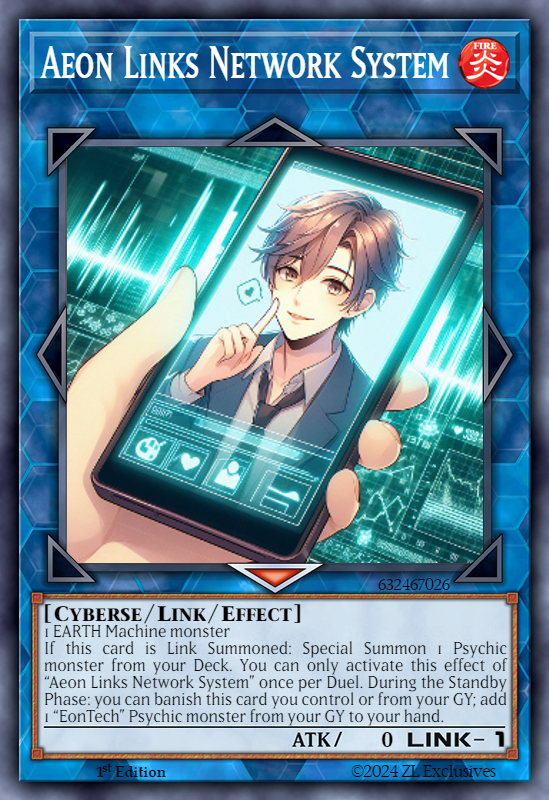 Aeon Links Network System
FIRE
炎
632467026
[Cyberse/Link/Effect]
1 EARTH Machine monster
If this card is Link Summoned: Special Summon 1 Psychic
monster from your Deck. You can only activate this effect of
“Aeon Links Network System” once per Duel. During the Standby
Phase: you can banish this card you control or from your GY; add
1 “EonTech” Psychic monster from your GY to your hand.
ATK/ 0 LINK-1
1st Edition
©2024 ZL Exclusives